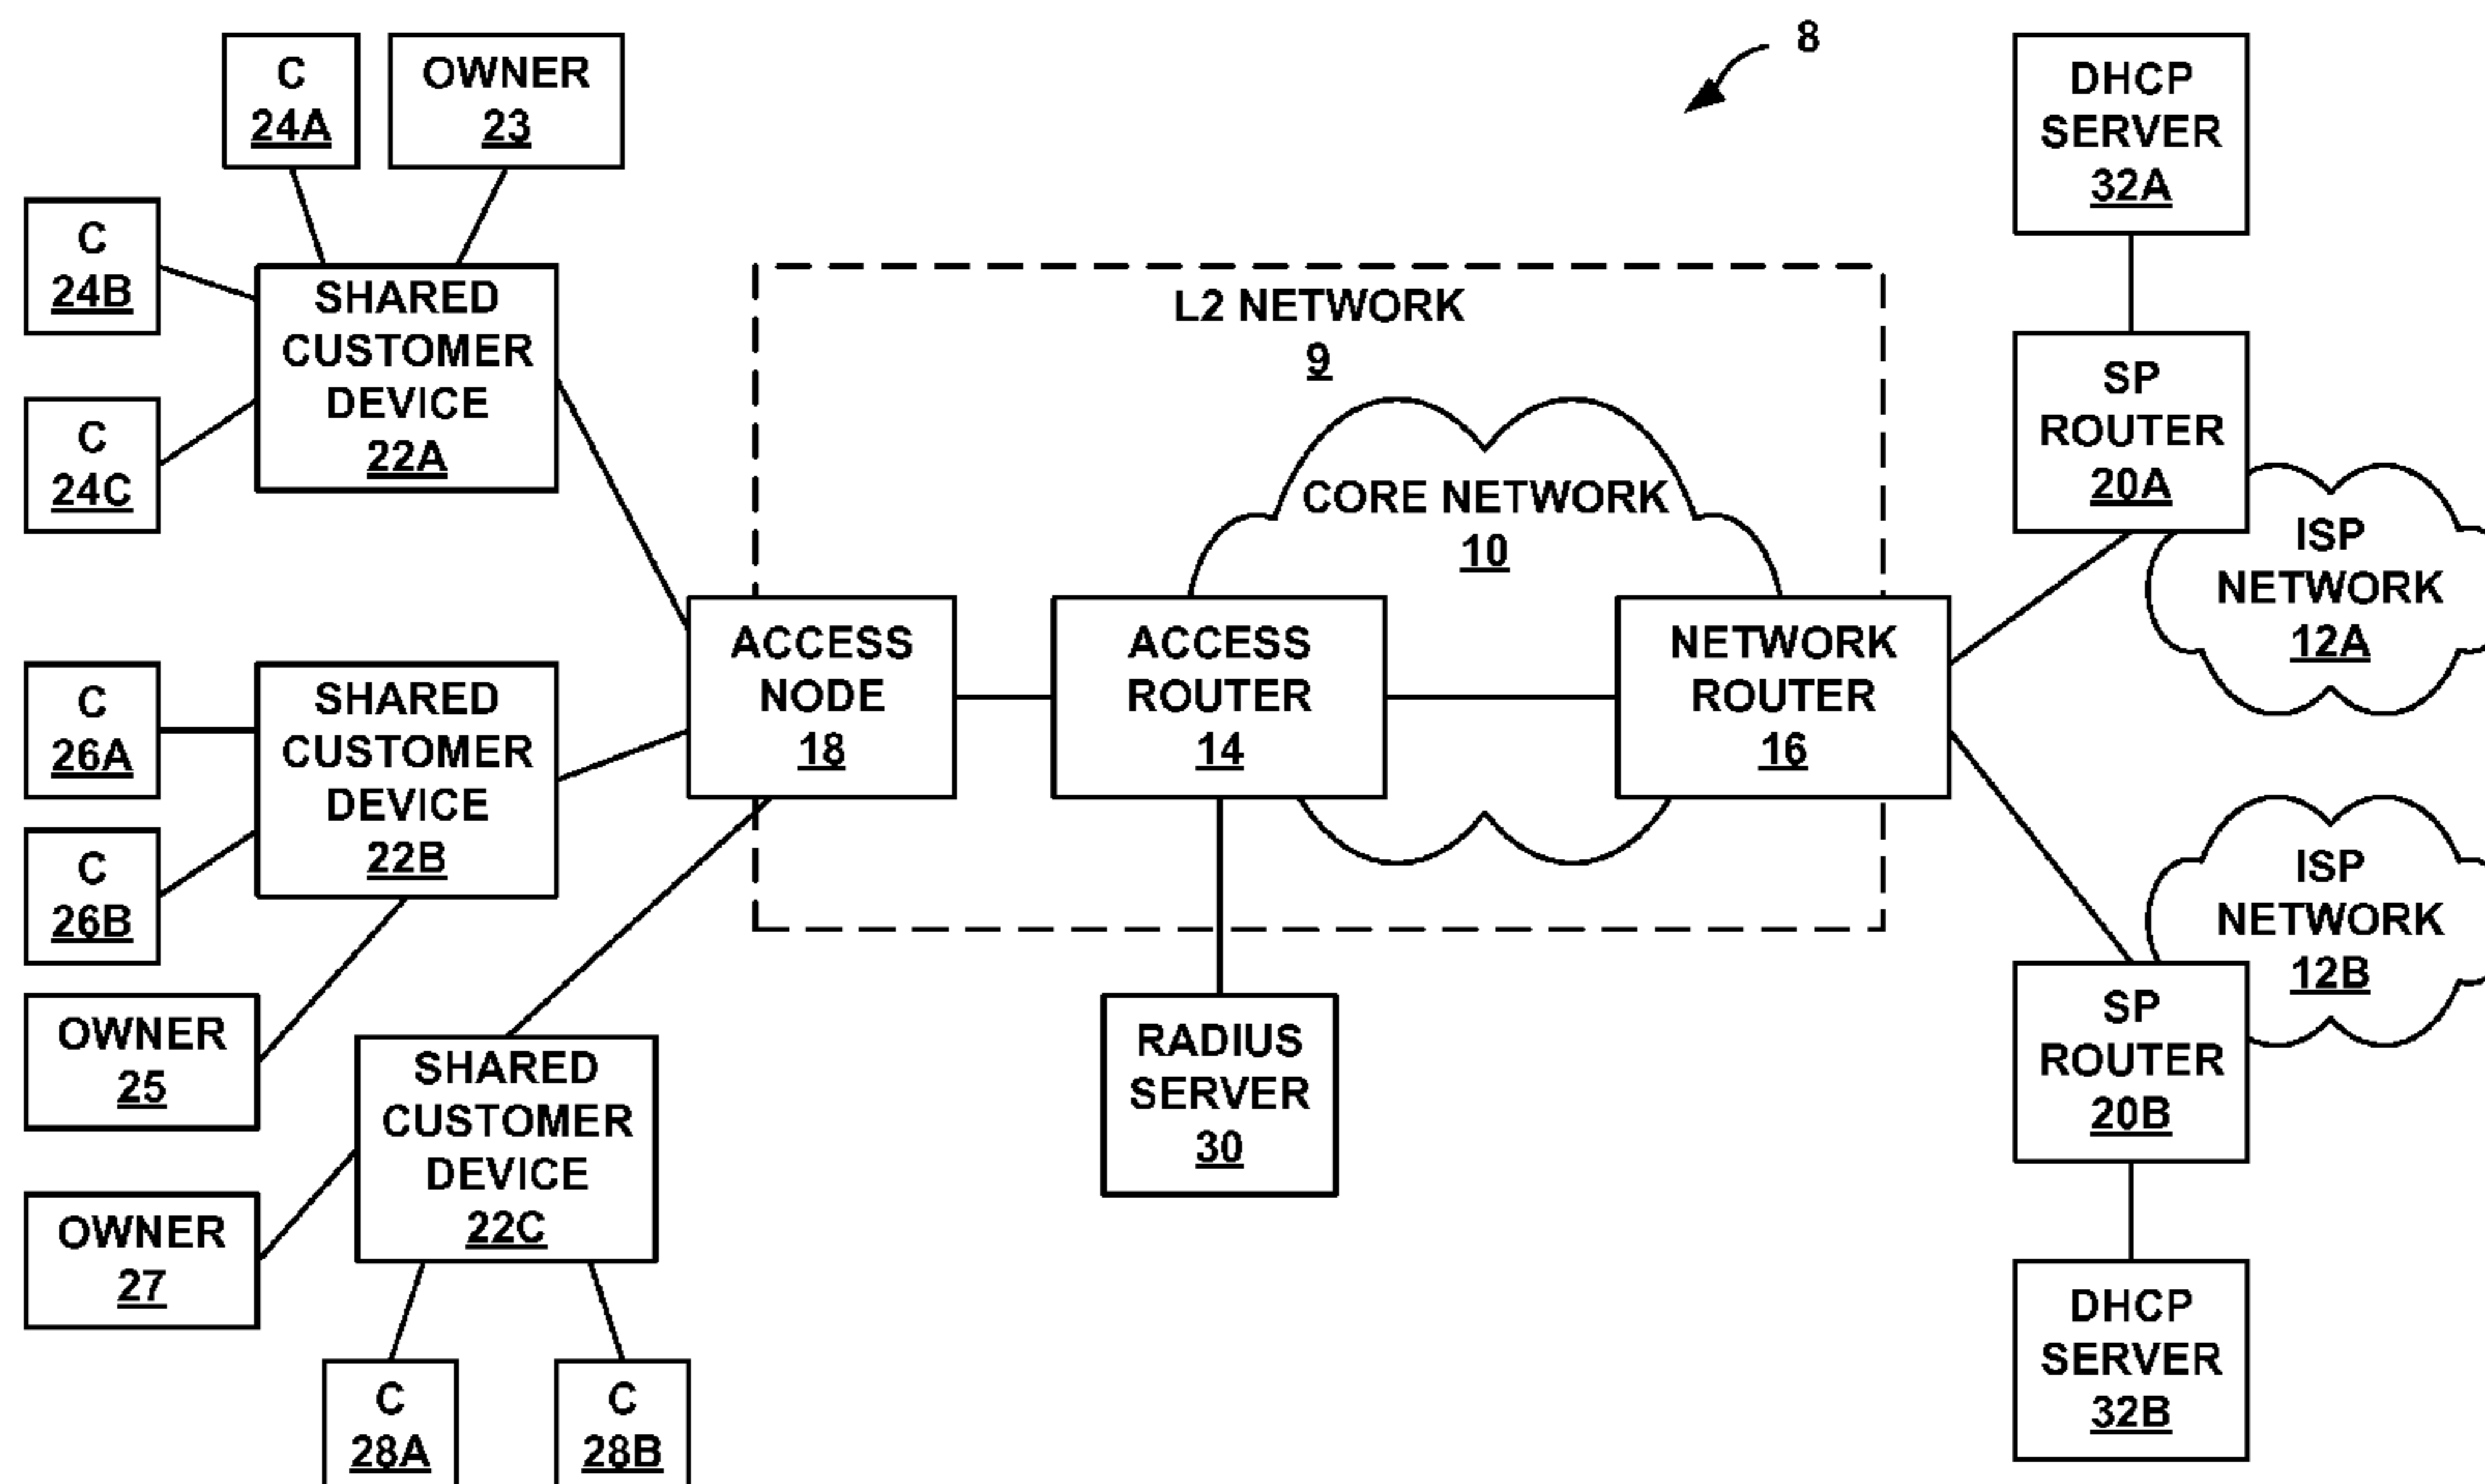 8
C
24A
OWNER
23
C
24B
C
24C
SHARED
CUSTOMER
DEVICE
22A
C
26A
C
26B
SHARED
CUSTOMER
DEVICE
22B
OWNER
25
OWNER
27
SHARED
CUSTOMER
DEVICE
22C
C
28A
C
28B
L2 NETWORK
9
CORE NETWORK
10
ACCESS
NODE
18
ACCESS
ROUTER
14
NETWORK
ROUTER
16
RADIUS
SERVER
30
DHCP
SERVER
32A
SP
ROUTER
20A
ISP
NETWORK
12A
ISP
NETWORK
12B
SP
ROUTER
20B
DHCP
SERVER
32B